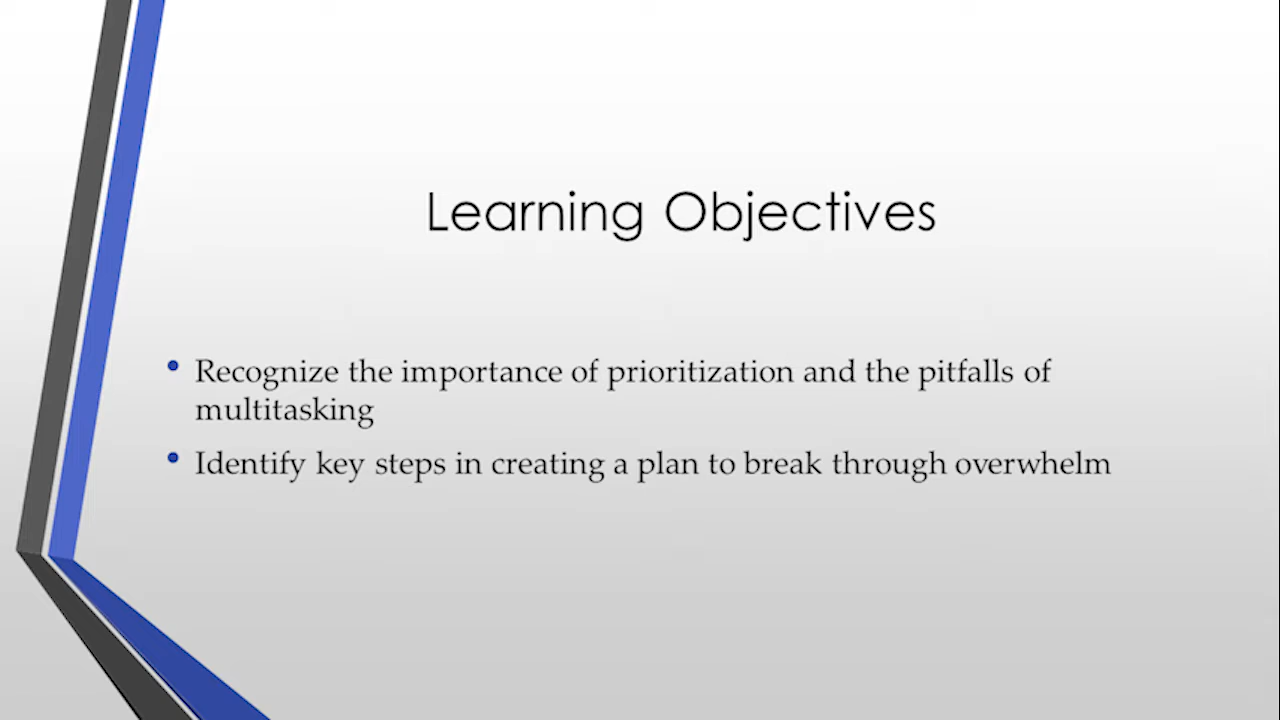 Learning Objectives
• Recognize the importance of prioritization and the pitfalls of
multitasking
• Identify key steps in creating a plan to break through overwhelm